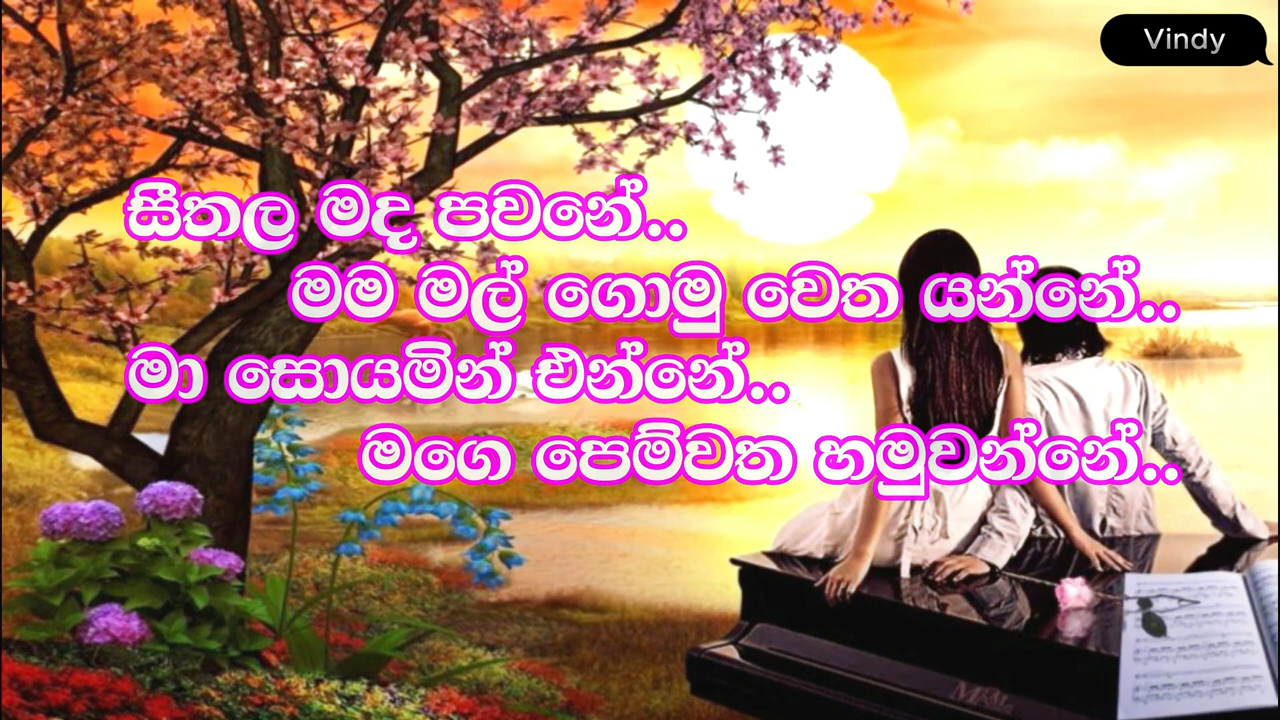 Vindy
සීතල මද පවනේ..
මම මල් ගොමු වෙත යන්නේ..
මා සොයමින් එන්නේ..
මගෙ පෙම්වත හමුවන්නේ..